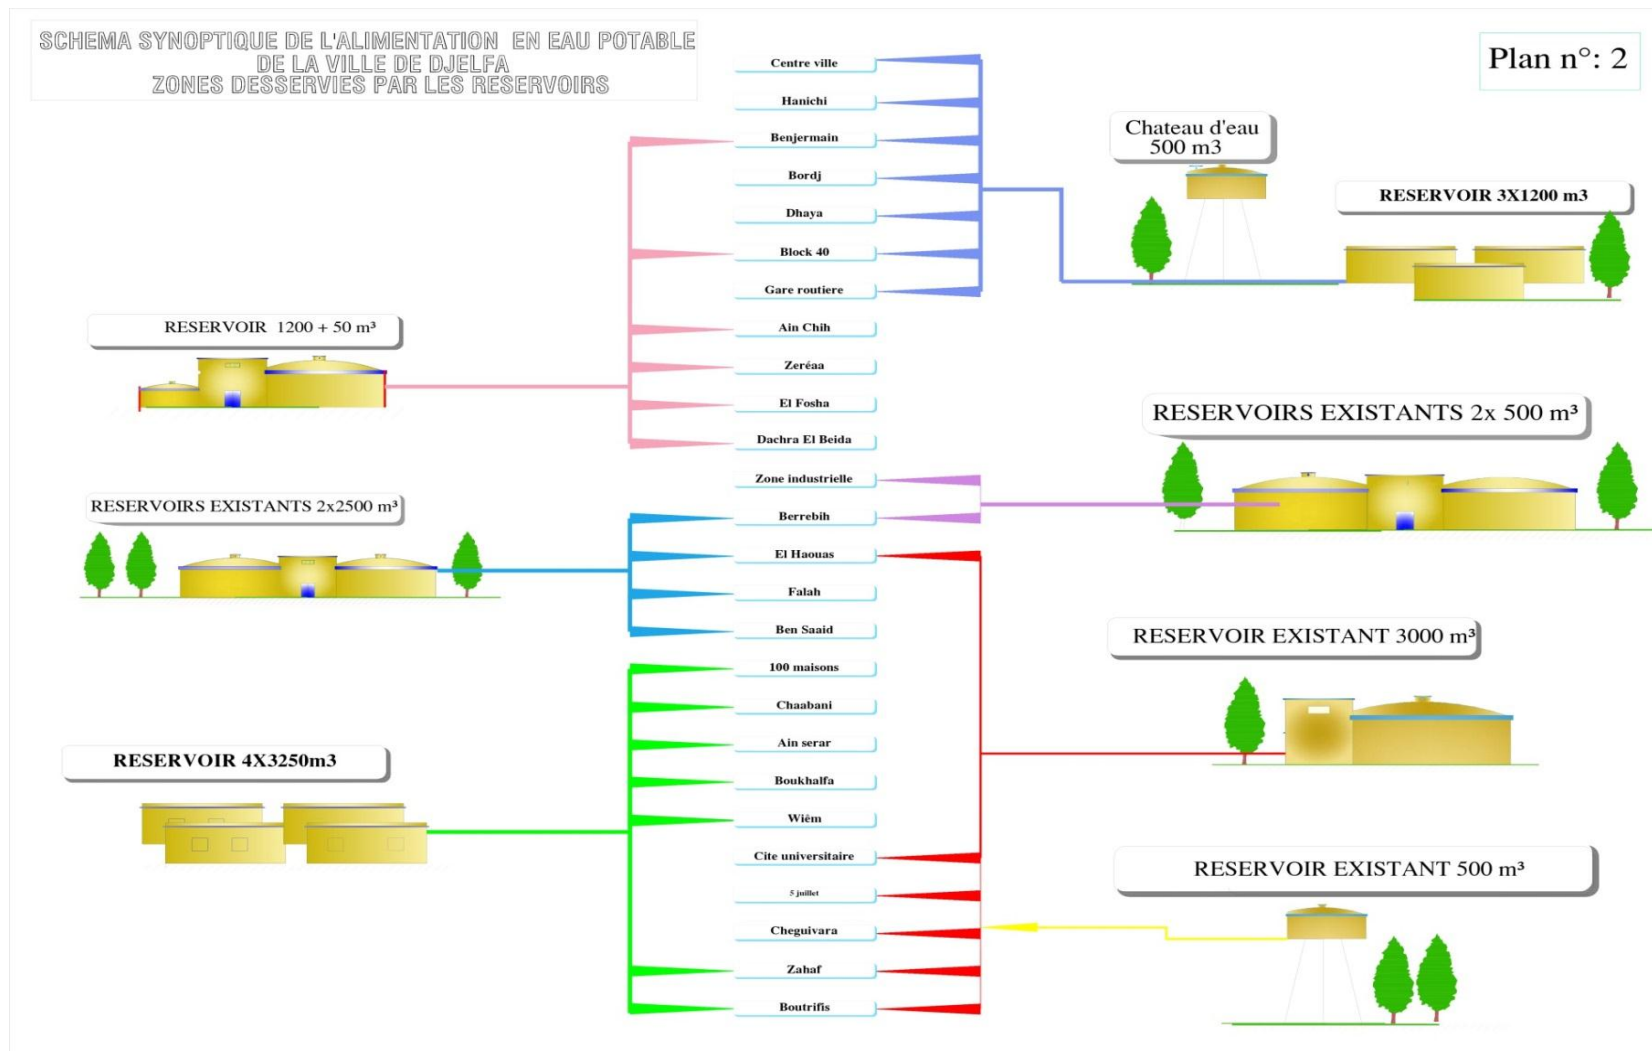 SCHEMA SYNOPTIQUE DE L'ALIMENTATION EN EAU POTABLE
DE LA VILLE DE DJELFA
ZONES DESSERVIES PAR LES RESERVOIRS
Plan n°: 2
Centre ville
Hanichi
Benjermain
Bordj
Dhaya
Block 40
Gare routiere
Ain Chih
Zeréaa
El Fosha
Dachra El Beida
Zone industrielle
Berrebih
El Haouas
Falah
Ben Saaid
100 maisons
Chaabani
Ain serar
Boukhalfa
Wiêm
Cite universitaire
5 juillet
Cheguivara
Zahaf
Boutrifis
RESERVOIR 1200 + 50 m³
RESERVOIRS EXISTANTS 2x2500 m³
RESERVOIR 4X3250m3
Chateau d'eau
500 m3
RESERVOIR 3X1200 m3
RESERVOIRS EXISTANTS 2x 500 m³
RESERVOIR EXISTANT 3000 m³
RESERVOIR EXISTANT 500 m³